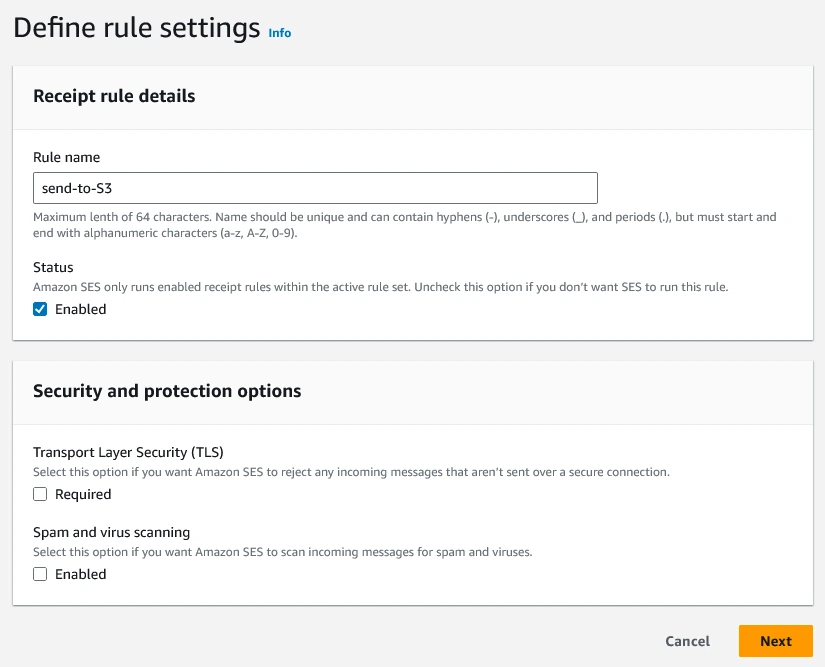 Define rule settings Info
Receipt rule details
Rule name
send-to-S3
Maximum lenth of 64 characters. Name should be unique and can contain hyphens (-), underscores (_), and periods (.), but must start and
end with alphanumeric characters (a-z, A-Z, 0-9).
Status
Amazon SES only runs enabled receipt rules within the active rule set. Uncheck this option if you don’t want SES to run this rule.
Enabled
Security and protection options
Transport Layer Security (TLS)
Select this option if you want Amazon SES to reject any incoming messages that aren’t sent over a secure connection.
Required
Spam and virus scanning
Select this option if you want Amazon SES to scan incoming messages for spam and viruses.
Enabled
Cancel Next